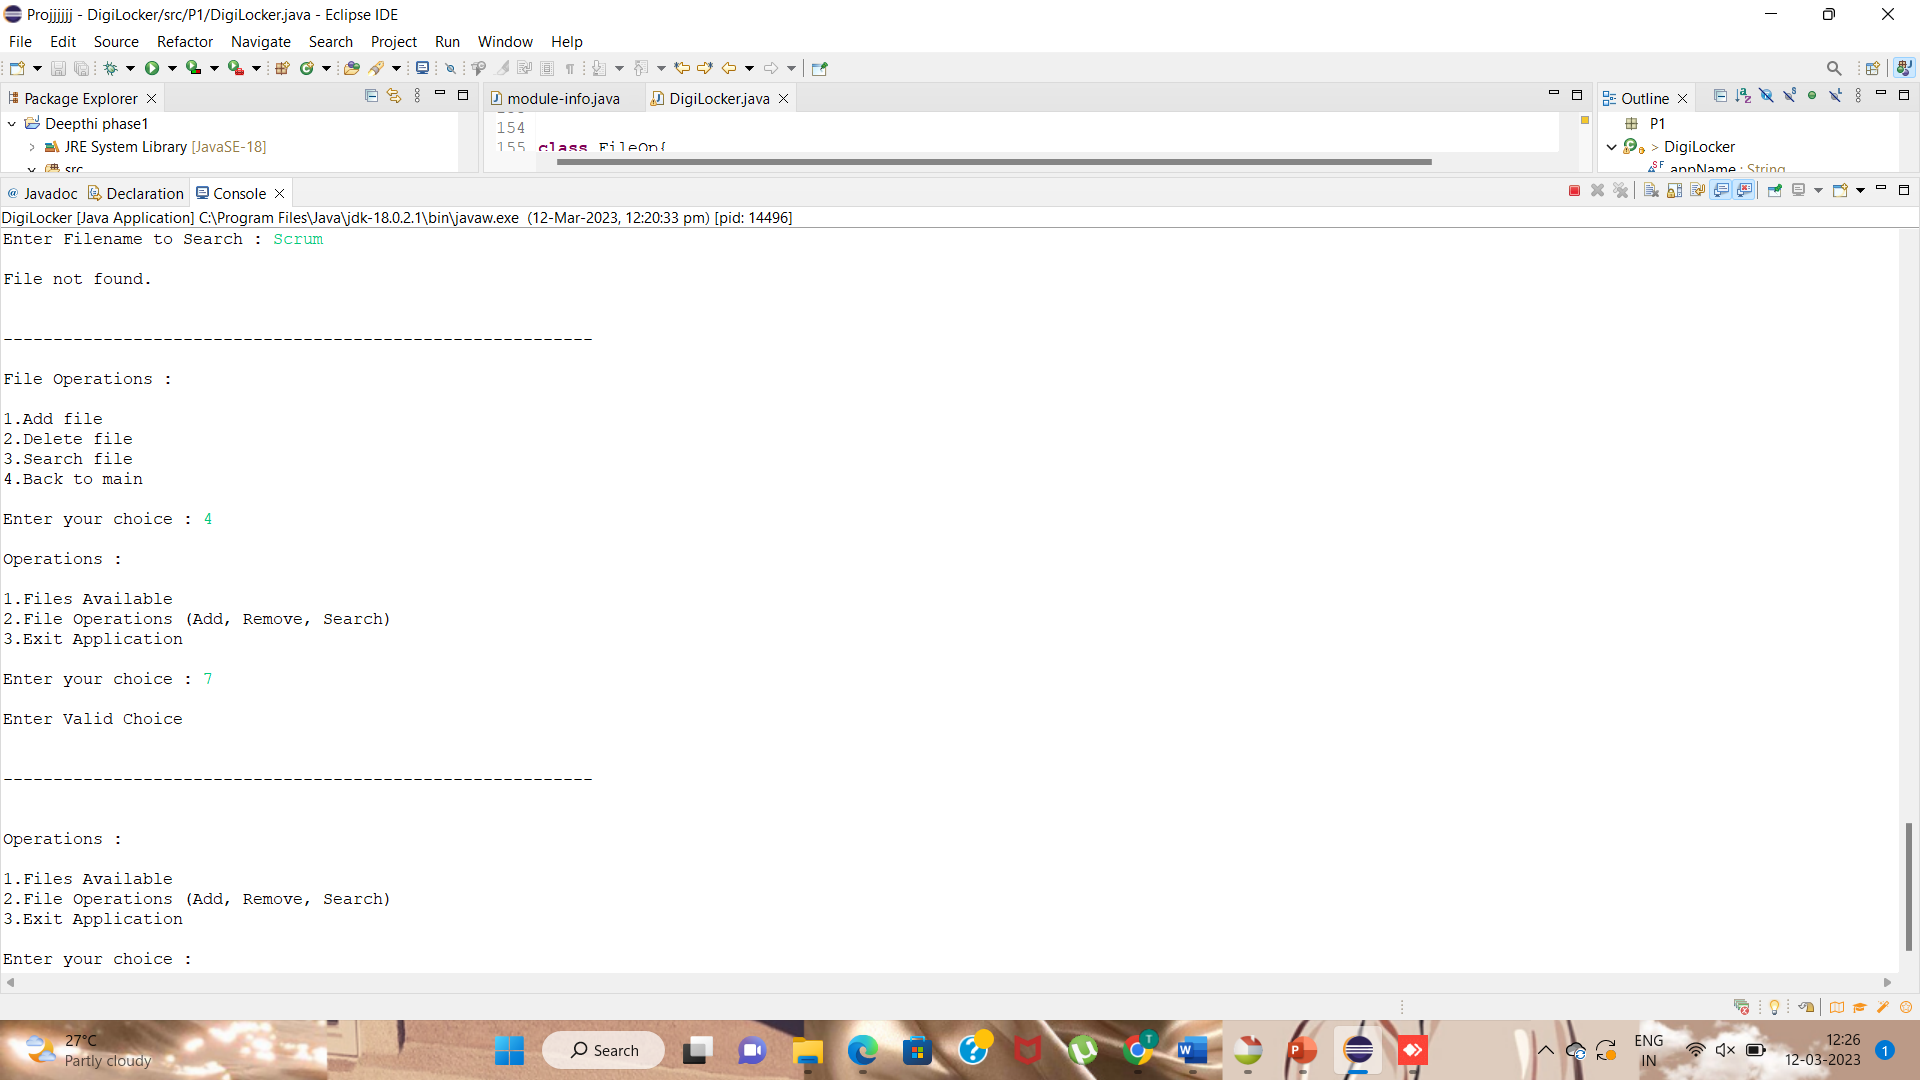 Projjjjjj - DigiLocker/src/P1/DigiLocker.java - Eclipse IDE
File Edit Source Refactor Navigate Search Project Run Window Help
Package Explorer
module-info.java
DigiLocker.java
Outline
Deepthi phase1
JRE System Library [JavaSE-18]
src
154
155 class FileOp{
P1
DigiLocker
appName : String
Javadoc Declaration Console
DigiLocker [Java Application] C:\Program Files\Java\jdk-18.0.2.1\bin\javaw.exe (12-Mar-2023, 12:20:33 pm) [pid: 14496]
Enter Filename to Search : Scrum
File not found.
-----------------------------------------------------------
File Operations :
1.Add file
2.Delete file
3.Search file
4.Back to main
Enter your choice : 4
Operations :
1.Files Available
2.File Operations (Add, Remove, Search)
3.Exit Application
Enter your choice : 7
Enter Valid Choice
-----------------------------------------------------------
Operations :
1.Files Available
2.File Operations (Add, Remove, Search)
3.Exit Application
Enter your choice :
27°C
Partly cloudy
Search
ENG
IN
12:26
12-03-2023
1